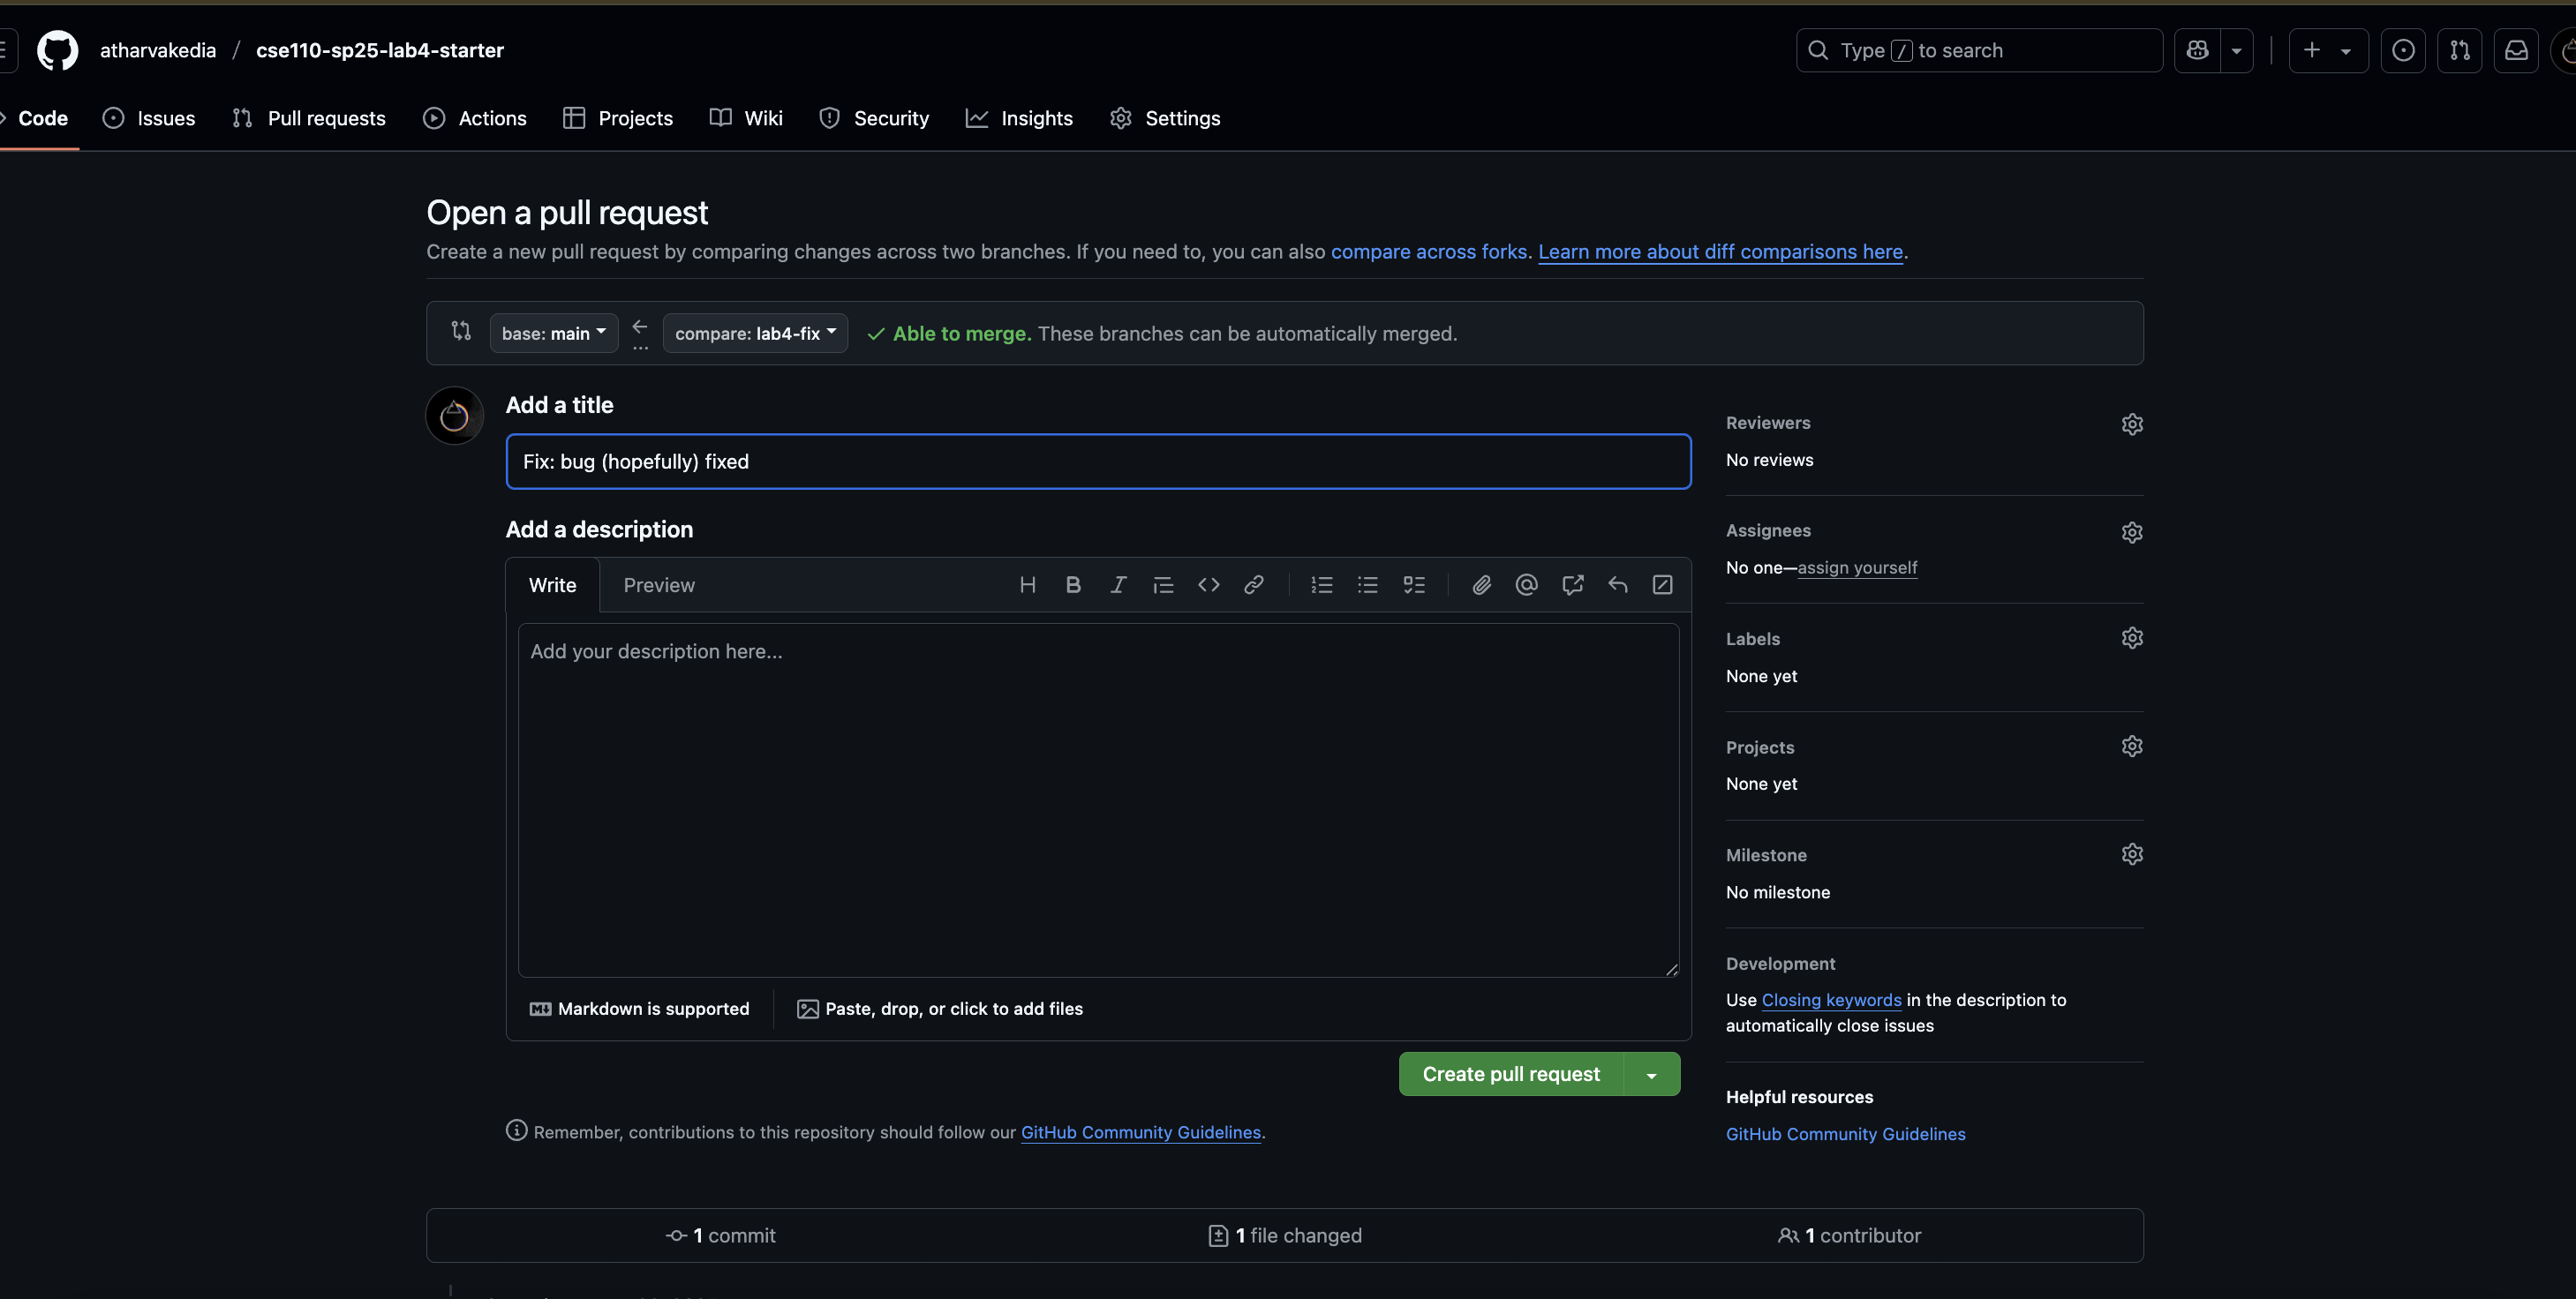 atharvakedia / cse110-sp25-lab4-starter
Type / to search
Code Issues Pull requests Actions Projects Wiki Security Insights Settings
Open a pull request
Create a new pull request by comparing changes across two branches. If you need to, you can also compare across forks. Learn more about diff comparisons here.
base: main ← ... compare: lab4-fix ✓ Able to merge. These branches can be automatically merged.
Add a title
Fix: bug (hopefully) fixed
Add a description
Write Preview
Add your description here...
Markdown is supported
Paste, drop, or click to add files
Create pull request
Remember, contributions to this repository should follow our GitHub Community Guidelines.
Reviewers
No reviews
Assignees
No one—assign yourself
Labels
None yet
Projects
None yet
Milestone
No milestone
Development
Use Closing keywords in the description to
automatically close issues
Helpful resources
GitHub Community Guidelines
1 commit
1 file changed
1 contributor